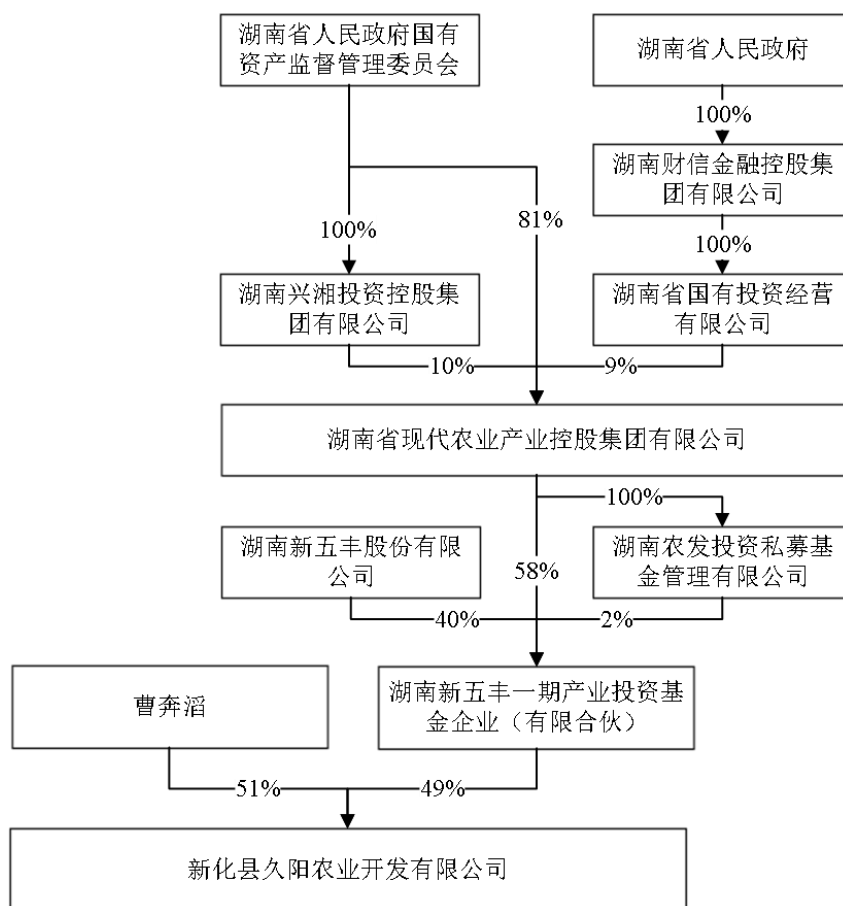 湖南省人民政府国有
资产监督管理委员会
湖南省人民政府
100%
湖南财信金融控股集
团有限公司
100%
81%
100%
湖南兴湘投资控股集
团有限公司
湖南省国有投资经营
有限公司
10%
9%
湖南省现代农业产业控股集团有限公司
100%
湖南新五丰股份有限
公司
58%
湖南农发投资私募基
金管理有限公司
40%
2%
曹奔滔
湖南新五丰一期产业投资基
金企业（有限合伙）
51%
49%
新化县久阳农业开发有限公司